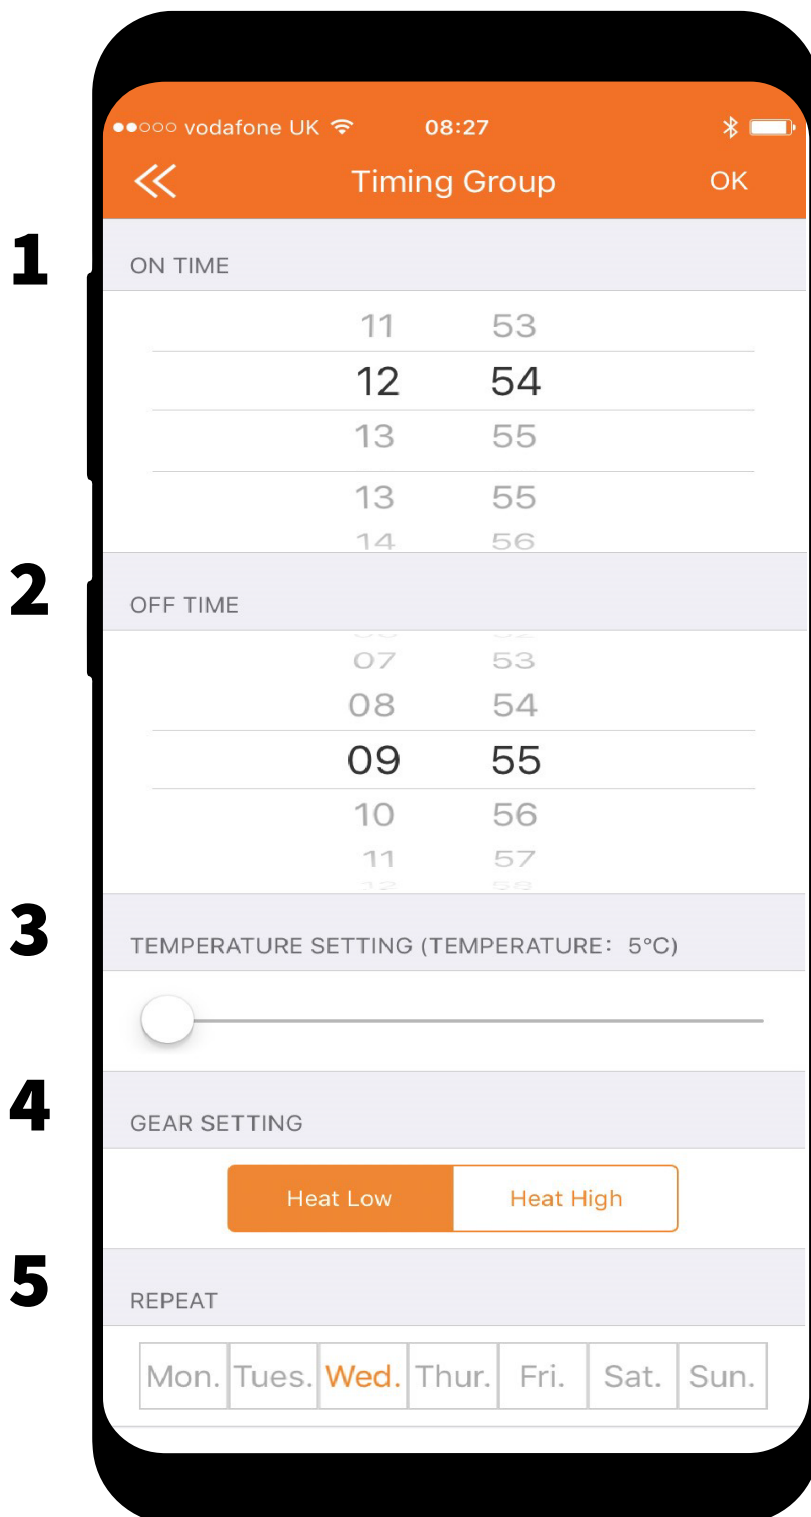 vodafone UK 08:27
Timing Group OK
1
ON TIME
11 53
12 54
13 55
13 55
14 56
2
OFF TIME
07 53
08 54
09 55
10 56
11 57
12 58
3
TEMPERATURE SETTING (TEMPERATURE: 5°C)
4
GEAR SETTING
Heat Low Heat High
5
REPEAT
Mon. Tues. Wed. Thur. Fri. Sat. Sun.